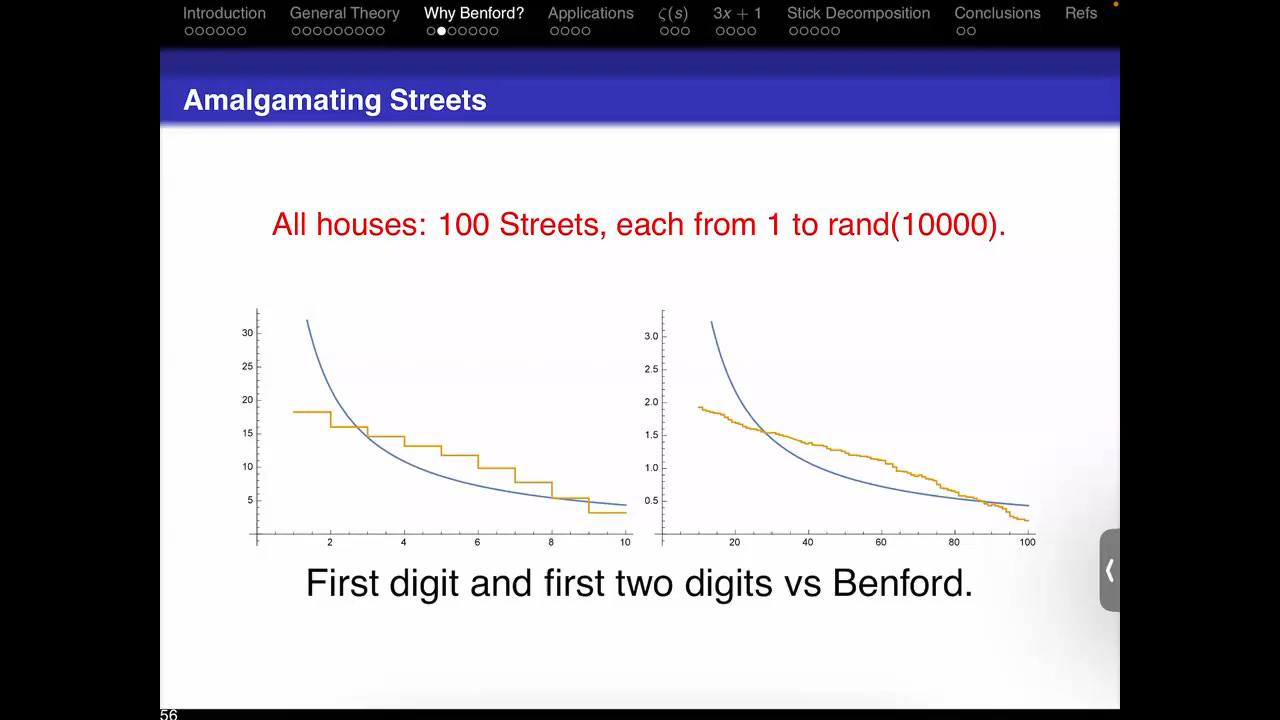 Introduction General Theory Why Benford? Applications ζ(s) 3x + 1 Stick Decomposition Conclusions Refs
Amalgamating Streets
All houses: 100 Streets, each from 1 to rand(10000).
30
25
20
15
10
5
2 4 6 8 10
3.0
2.5
2.0
1.5
1.0
0.5
20 40 60 80 100
First digit and first two digits vs Benford.
56